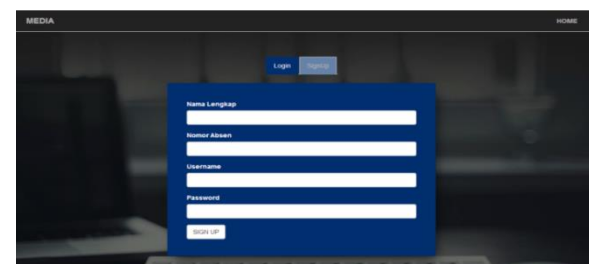 MEDIA HOME
Login SignUp
Nama Lengkap
Nomor Absen
Username
Password
SIGN UP